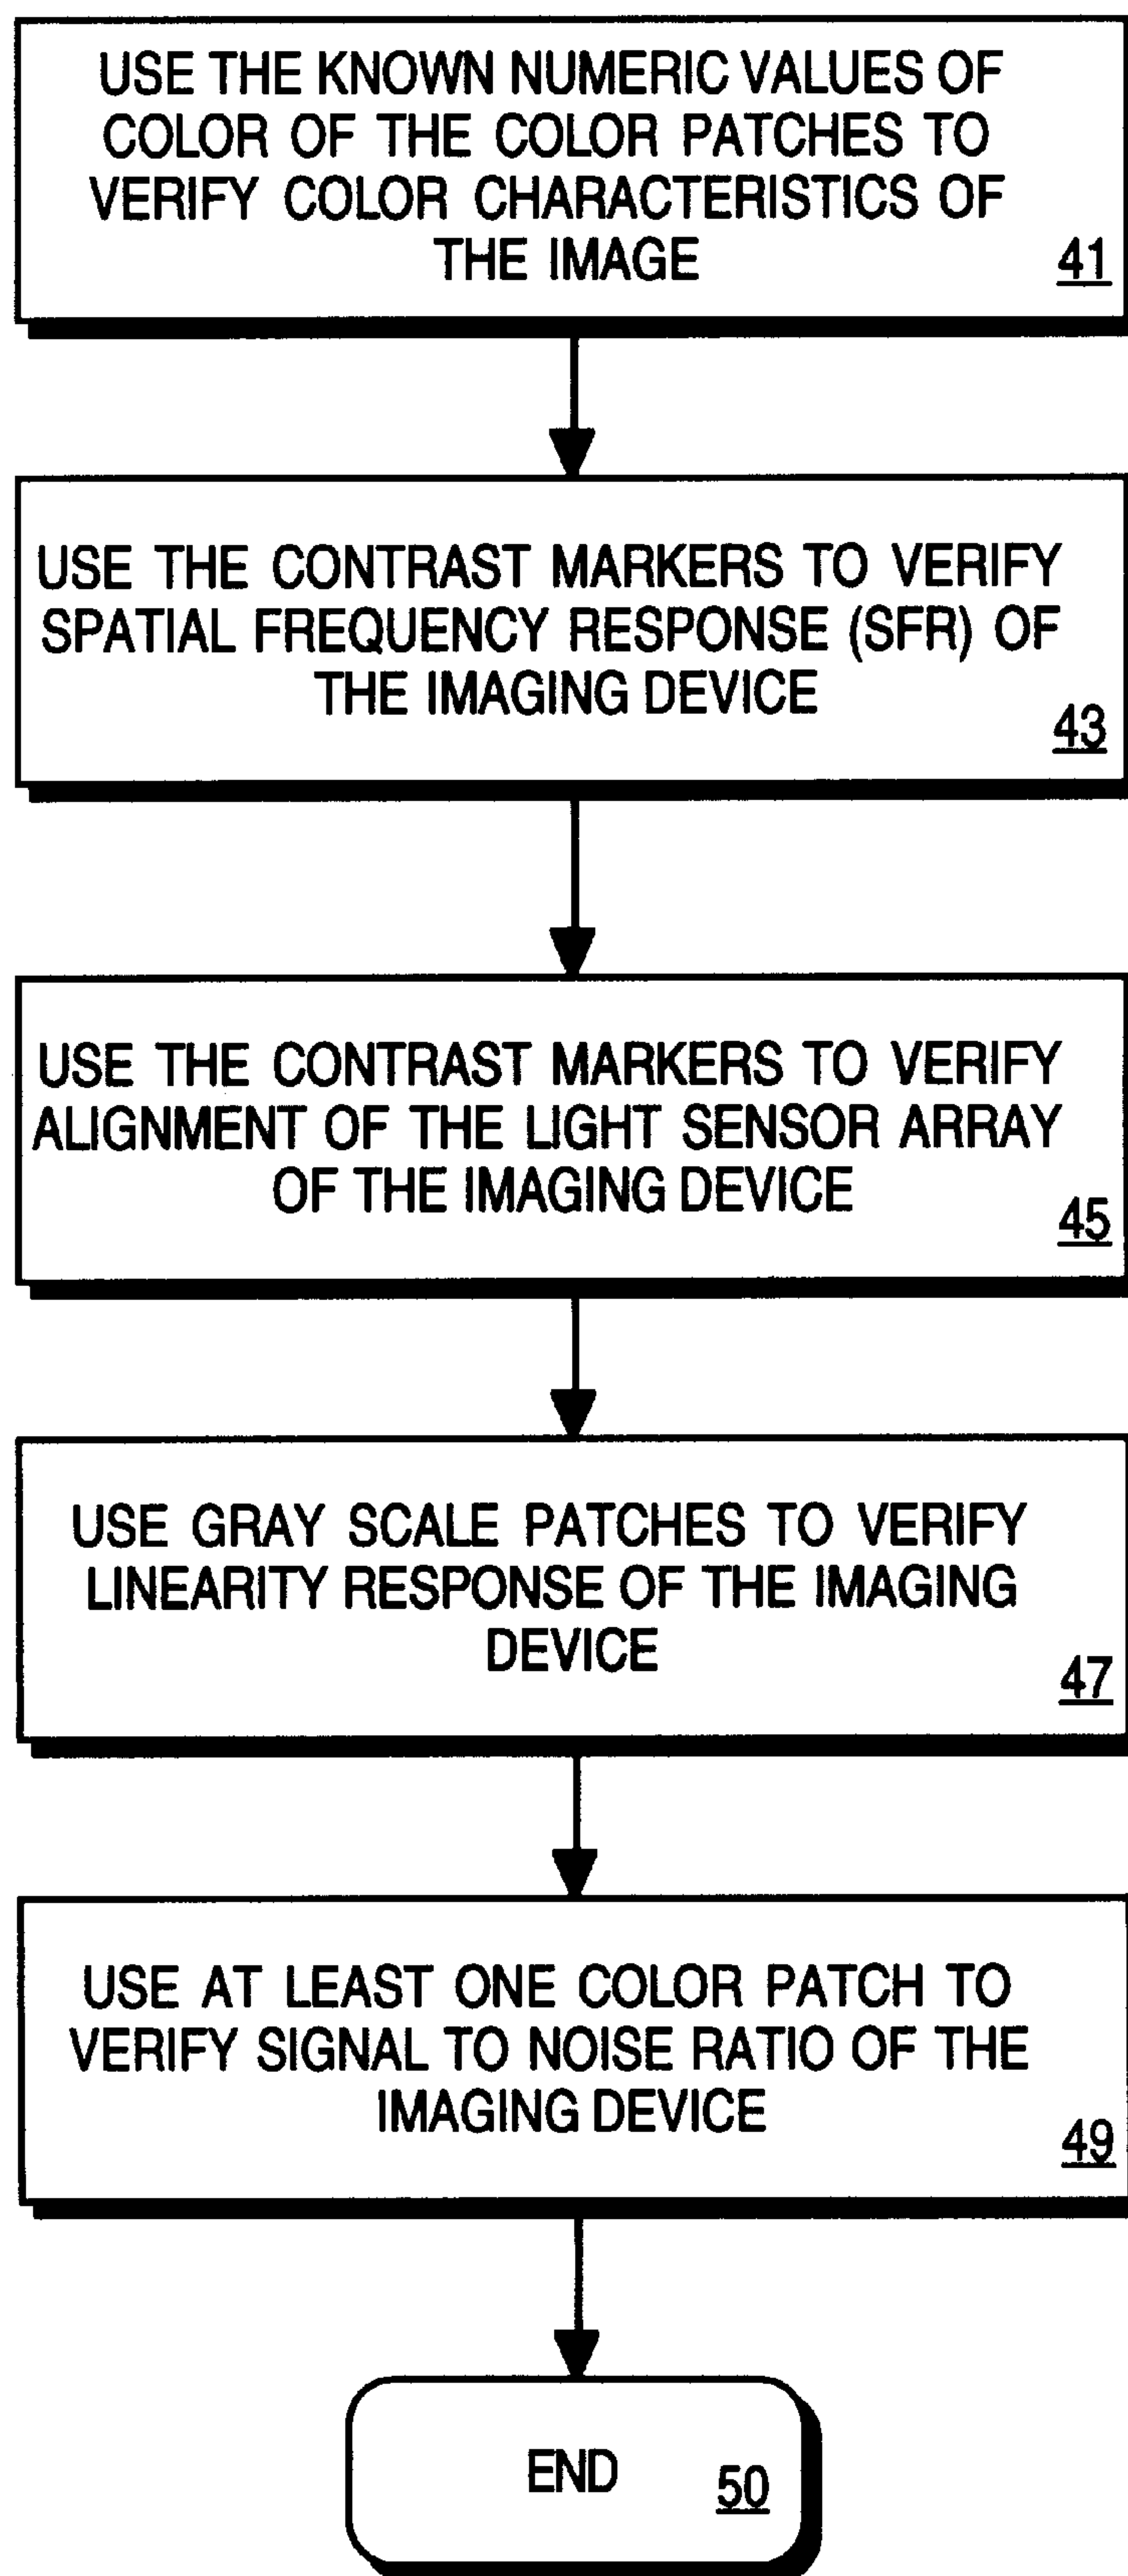 USE THE KNOWN NUMERIC VALUES OF
COLOR OF THE COLOR PATCHES TO
VERIFY COLOR CHARACTERISTICS OF
THE IMAGE
41
USE THE CONTRAST MARKERS TO VERIFY
SPATIAL FREQUENCY RESPONSE (SFR) OF
THE IMAGING DEVICE
43
USE THE CONTRAST MARKERS TO VERIFY
ALIGNMENT OF THE LIGHT SENSOR ARRAY
OF THE IMAGING DEVICE
45
USE GRAY SCALE PATCHES TO VERIFY
LINEARITY RESPONSE OF THE IMAGING
DEVICE
47
USE AT LEAST ONE COLOR PATCH TO
VERIFY SIGNAL TO NOISE RATIO OF THE
IMAGING DEVICE
49
END
50